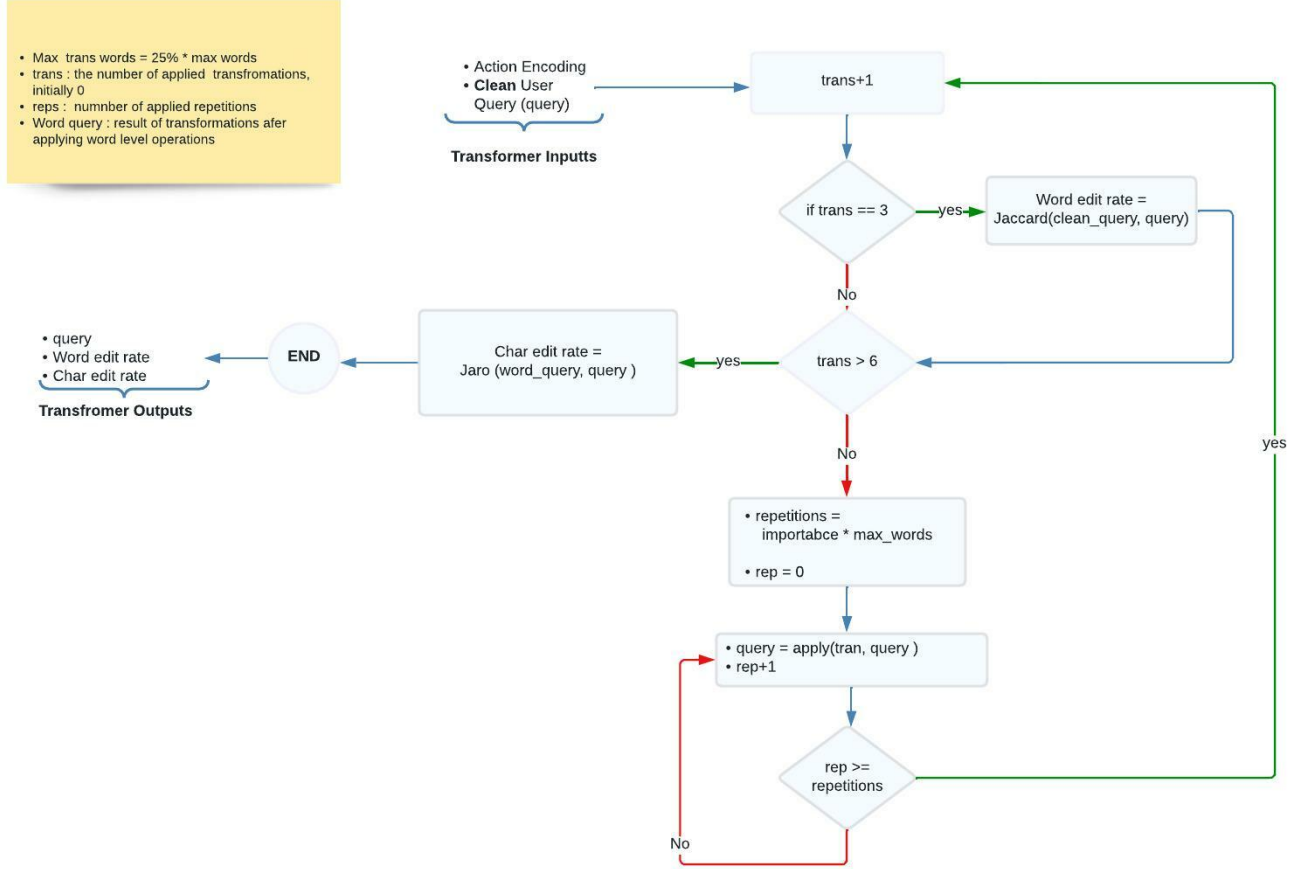 • Max trans words = 25% * max words
• trans : the number of applied transfromations,
initially 0
• reps : numnber of applied repetitions
• Word query : result of transformations afer
applying word level operations
• Action Encoding
• Clean User
Query (query)
Transformer Inputts
trans+1
if trans == 3
yes
Word edit rate =
Jaccard(clean_query, query)
No
trans > 6
yes
Char edit rate =
Jaro (word_query, query )
END
• query
• Word edit rate
• Char edit rate
Transfromer Outputs
No
• repetitions =
importabce * max_words
• rep = 0
• query = apply(tran, query )
• rep+1
rep >=
repetitions
No
yes